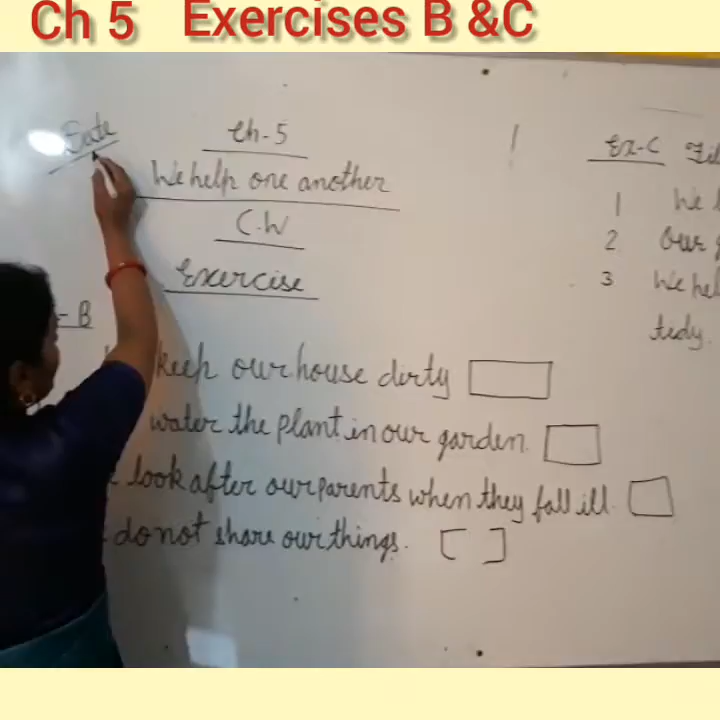 Ch 5 Exercises B &C
Date
Ch-5
We help one another
C.W
Exercise
- B
keep our house dirty
water the plant in our garden.
look after our parents when they fall ill.
do not share our things.
Ex-C
1 We
2 Our
3 We hel
tidy.